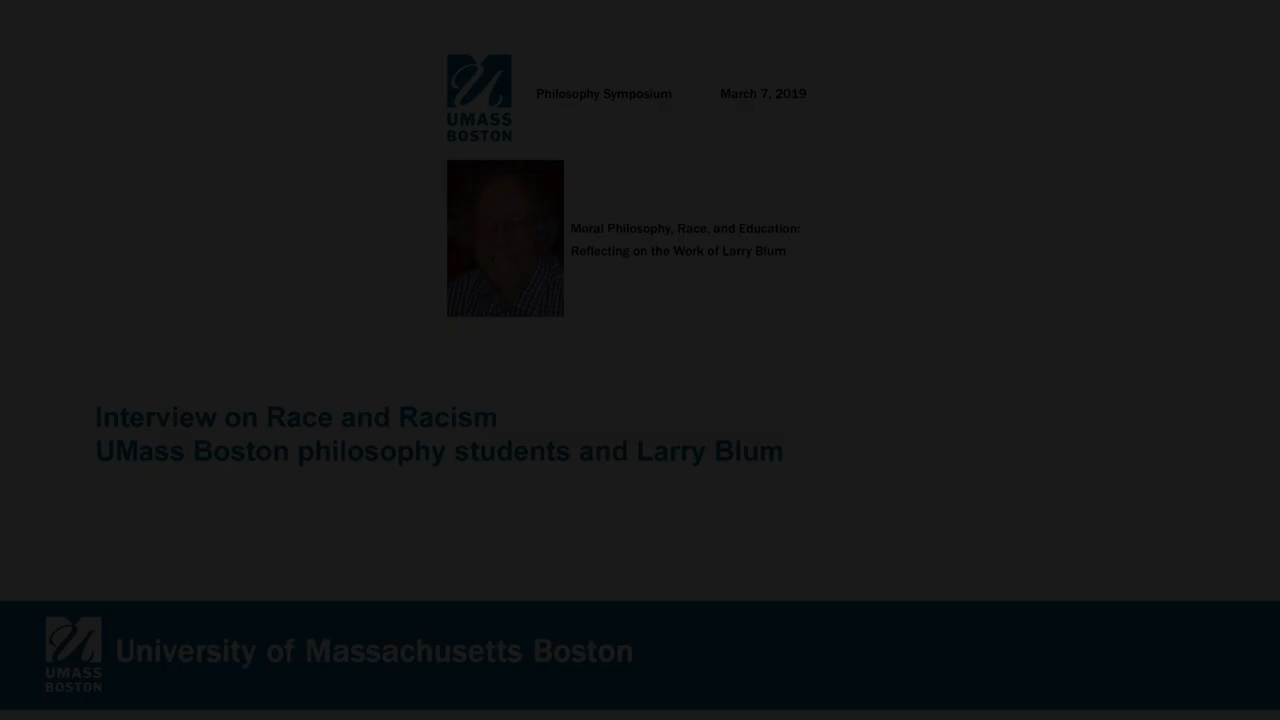 UMASS
BOSTON
Philosophy Symposium March 7, 2019
Moral Philosophy, Race, and Education:
Reflecting on the Work of Larry Blum
Interview on Race and Racism
UMass Boston philosophy students and Larry Blum
UMASS
BOSTON
University of Massachusetts Boston